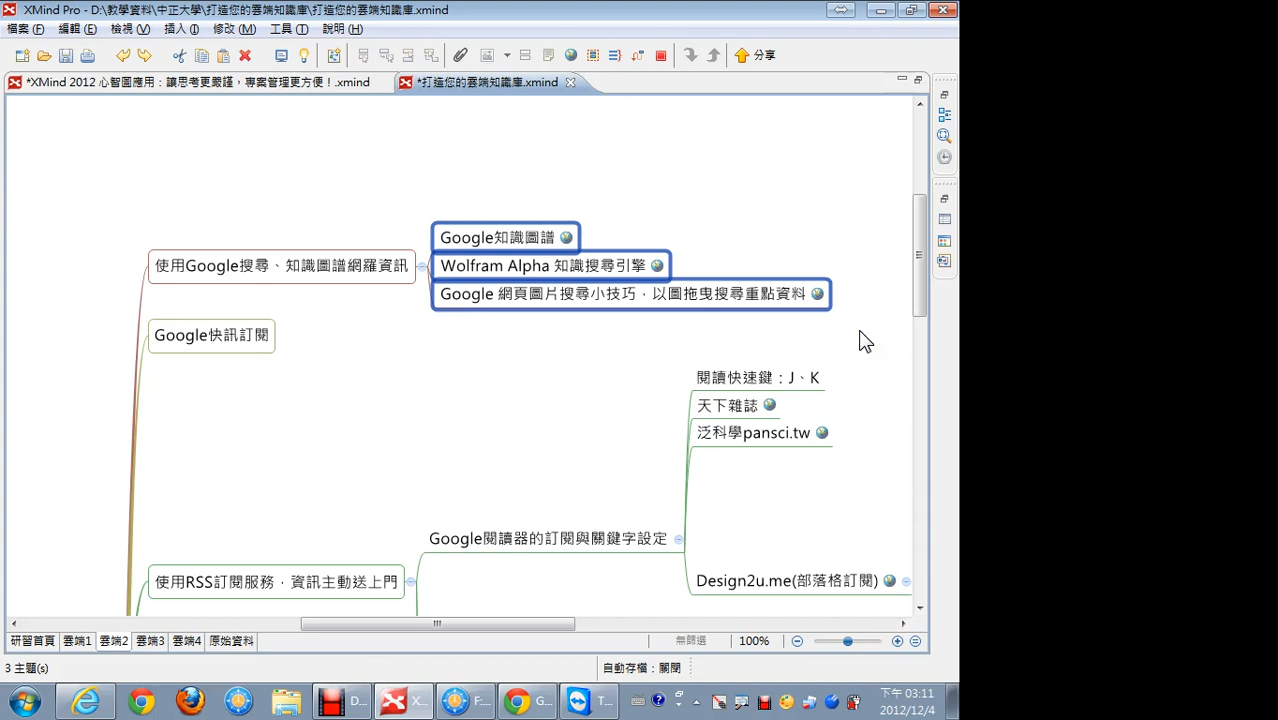 XMind Pro - D:\教學資料\中正大學\打造您的雲端知識庫\打造您的雲端知識庫.xmind
檔案(F) 編輯(E) 檢視(V) 插入(I) 修改(M) 工具(T) 說明(H)
分享
*XMind 2012 心智圖應用：讓思考更嚴謹，專案管理更方便！.xmind
*打造您的雲端知識庫.xmind
Google知識圖譜
使用Google搜尋、知識圖譜網羅資訊
Wolfram Alpha 知識搜尋引擎
Google 網頁圖片搜尋小技巧，以圖拖曳搜尋重點資料
Google快訊訂閱
閱讀快速鍵：J、K
天下雜誌
泛科學pansci.tw
Google閱讀器的訂閱與關鍵字設定
使用RSS訂閱服務，資訊主動送上門
Design2u.me(部落格訂閱)
研習首頁 雲端1 雲端2 雲端3 雲端4 原始資料
無篩選 100%
3 主題(s)
自動存檔：關閉
D... X... F... G... T...
下午 03:11
2012/12/4